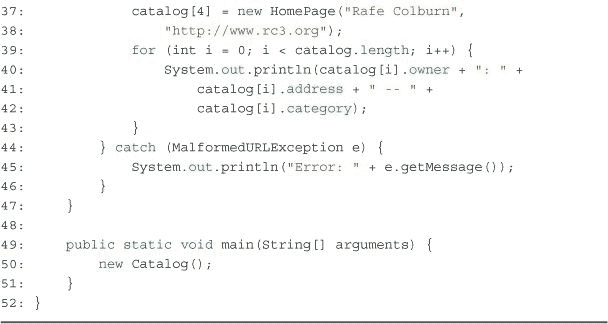 37:             catalog[4] = new HomePage("Rafe Colburn",
38:                 "http://www.rc3.org");
39:             for (int i = 0; i < catalog.length; i++) {
40:                 System.out.println(catalog[i].owner + ": " +
41:                     catalog[i].address + " -- " +
42:                     catalog[i].category);
43:             }
44:         } catch (MalformedURLException e) {
45:             System.out.println("Error: " + e.getMessage());
46:         }
47:     }
48:
49:     public static void main(String[] arguments) {
50:         new Catalog();
51:     }
52: }